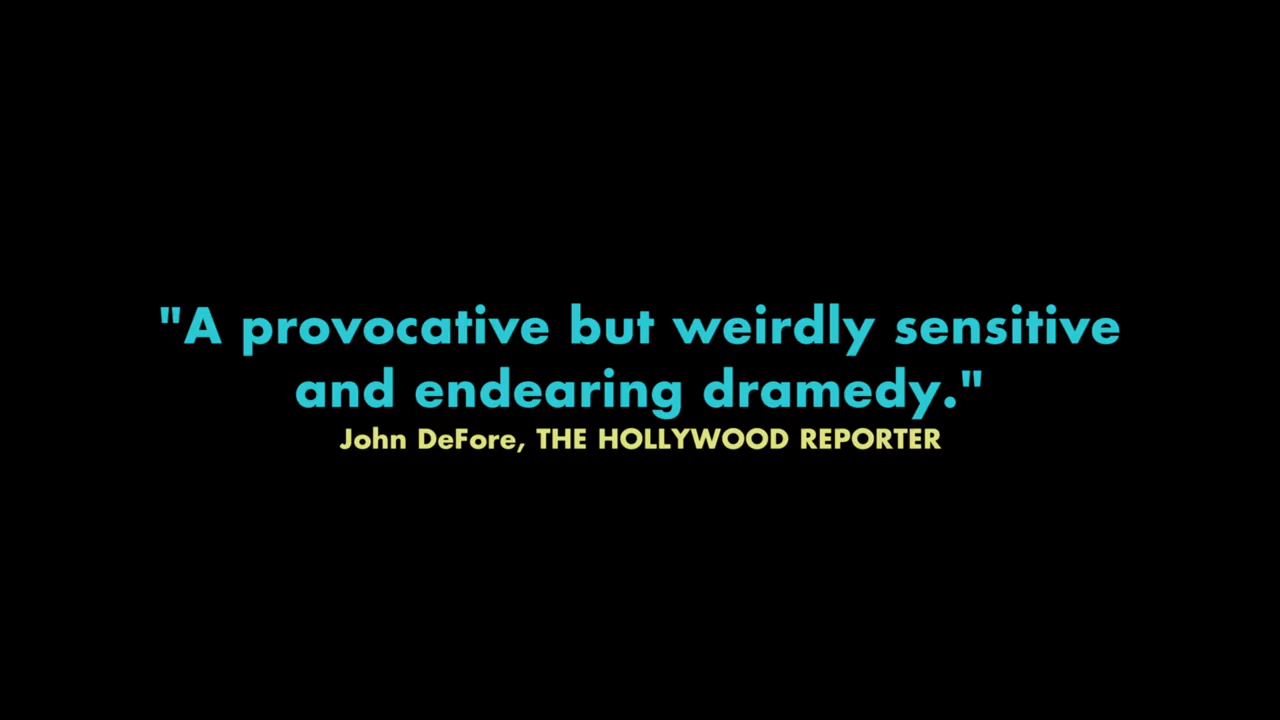 "A provocative but weirdly sensitive
and endearing dramedy."
John DeFore, THE HOLLYWOOD REPORTER